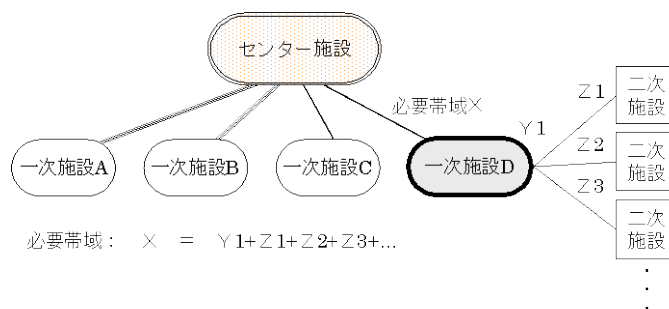 センター施設
必要帯域X
Y1
Z1
二次
施設
Z2
二次
施設
Z3
二次
施設
一次施設A
一次施設B
一次施設C
一次施設D
必要帯域： X ＝ Y1+Z1+Z2+Z3+...